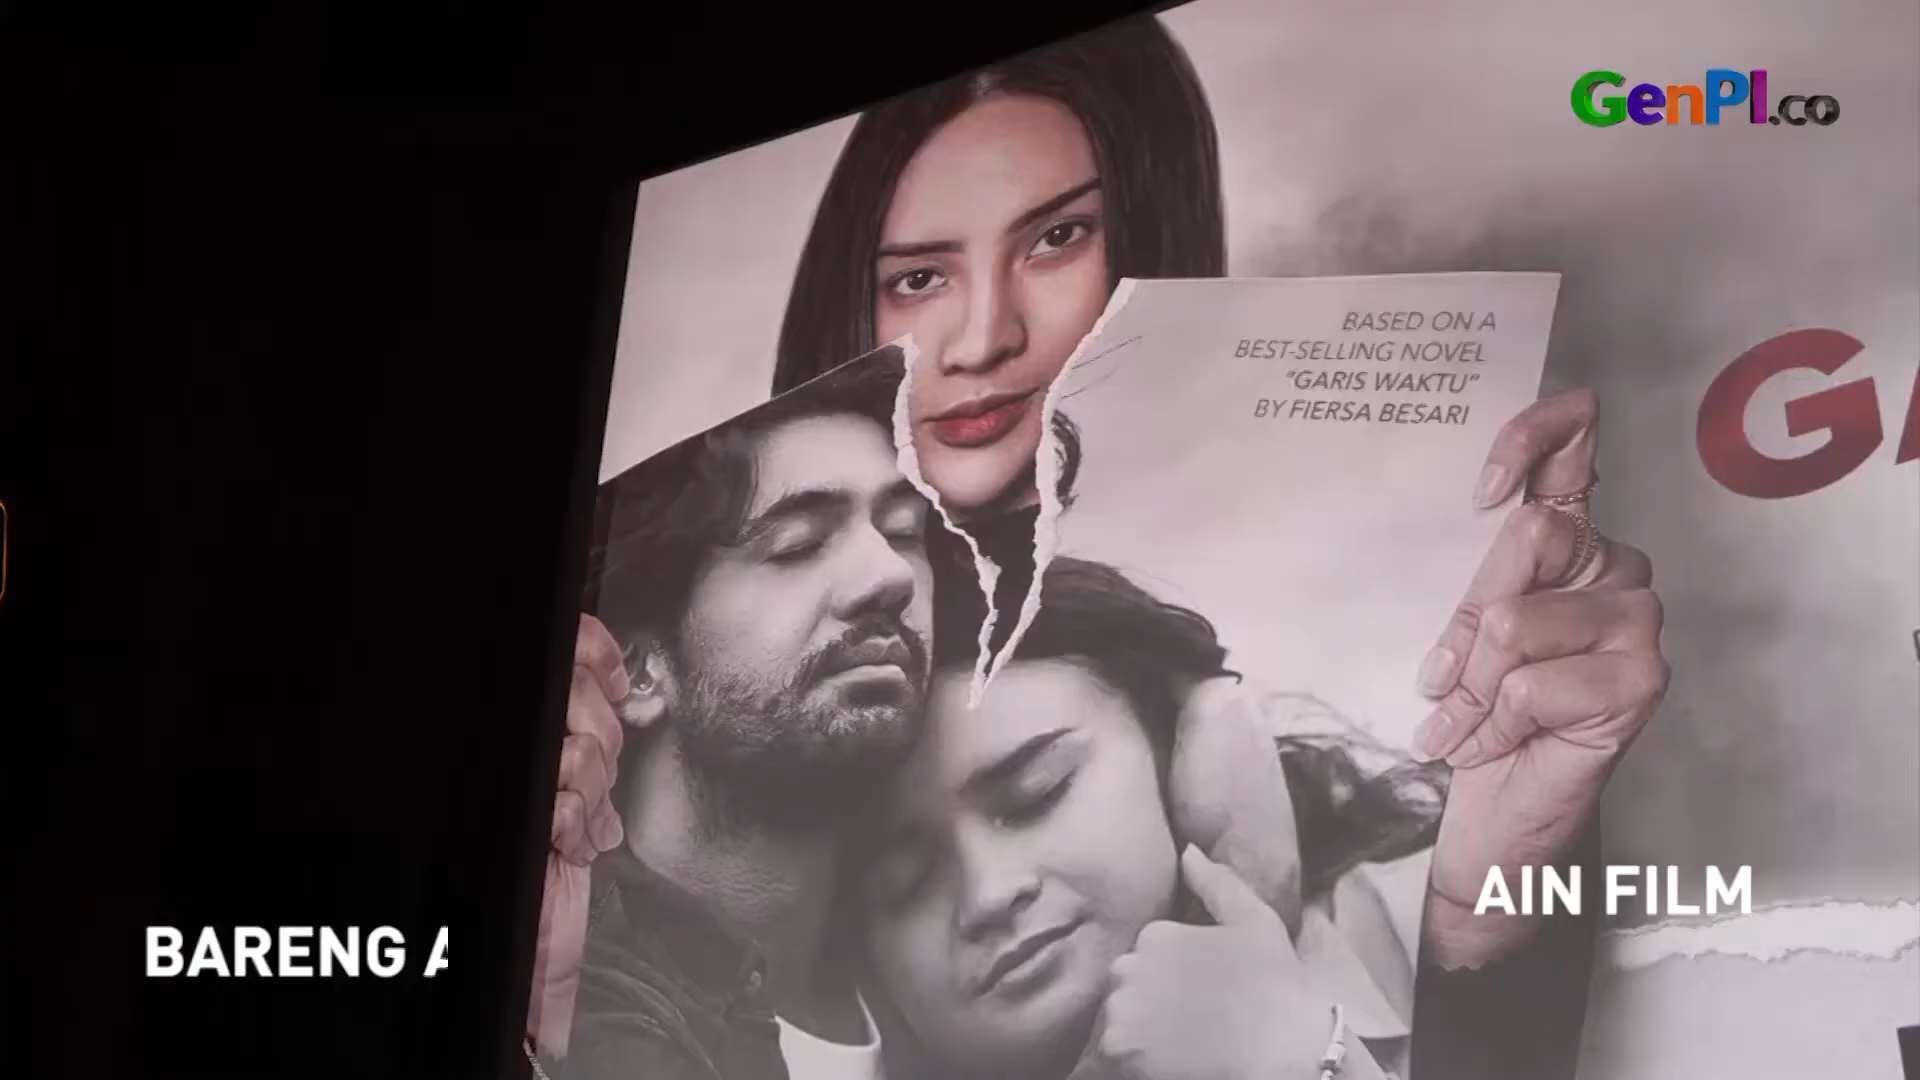 GenPI.co
BASED ON A
BEST-SELLING NOVEL
"GARIS WAKTU"
BY FIERSA BESARI
G
AIN FILM
BARENG A